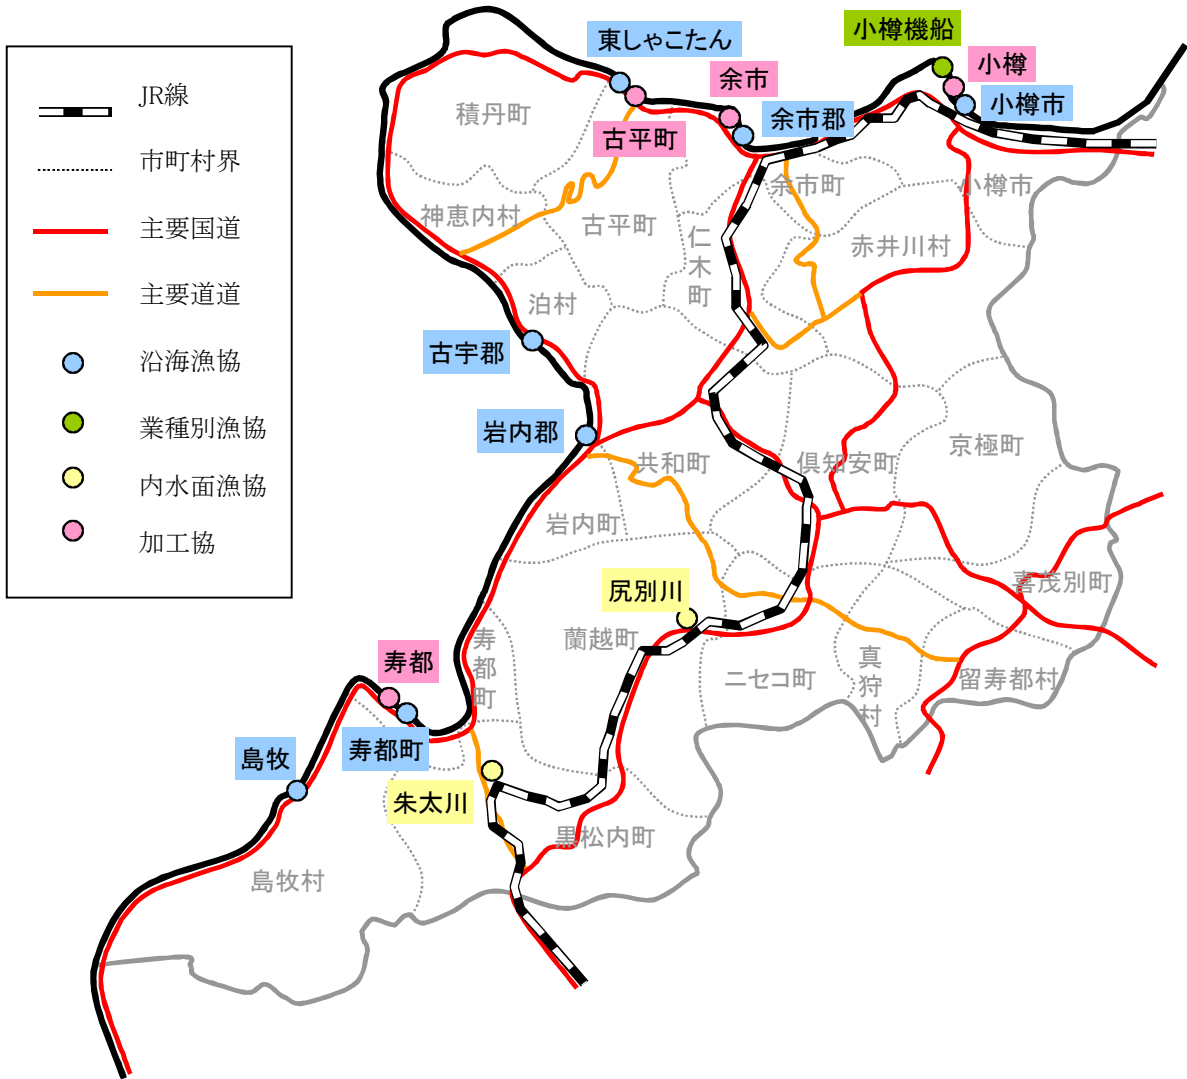 JR線
市町村界
主要国道
主要道道
沿海漁協
業種別漁協
内水面漁協
加工協
小樽機船
東しゃこたん
小樽
余市
小樽市
余市郡
積丹町
古平町
余市町
小樽市
神恵内村
古平町
仁木町
赤井川村
泊村
古宇郡
岩内郡
京極町
共和町
倶知安町
岩内町
喜茂別町
尻別川
蘭越町
寿都町
寿都
ニセコ町
真狩村
留寿都村
寿都町
島牧
朱太川
黒松内町
島牧村